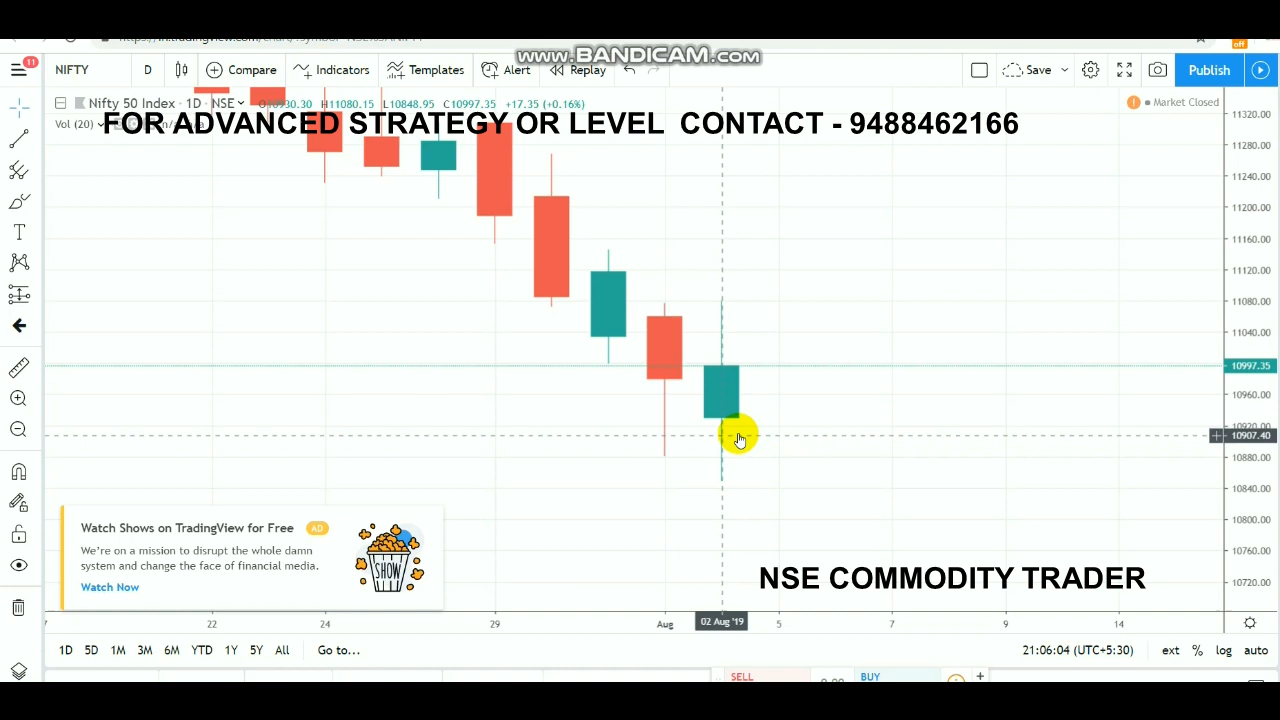 www.BANDICAM.com
off
11
NIFTY
D
Compare
Indicators
Templates
Alert
Replay
Save
Publish
Nifty 50 Index · 1D · NSE
O10930.30 H11080.15 L10848.95 C10997.35 +17.35 (+0.16%)
Market Closed
Vol (20)
FOR ADVANCED STRATEGY OR LEVEL CONTACT - 9488462166
11320.00
11280.00
11240.00
11200.00
11160.00
11120.00
11080.00
11040.00
10997.35
10960.00
10920.00
10907.40
10880.00
10840.00
10800.00
10760.00
10720.00
Watch Shows on TradingView for Free AD
We're on a mission to disrupt the whole damn
system and change the face of financial media.
Watch Now
SHOW
NSE COMMODITY TRADER
22
24
29
Aug
02 Aug '19
5
7
9
14
1D 5D 1M 3M 6M YTD 1Y 5Y All Go to...
21:06:04 (UTC+5:30) ext % log auto
SELL
BUY